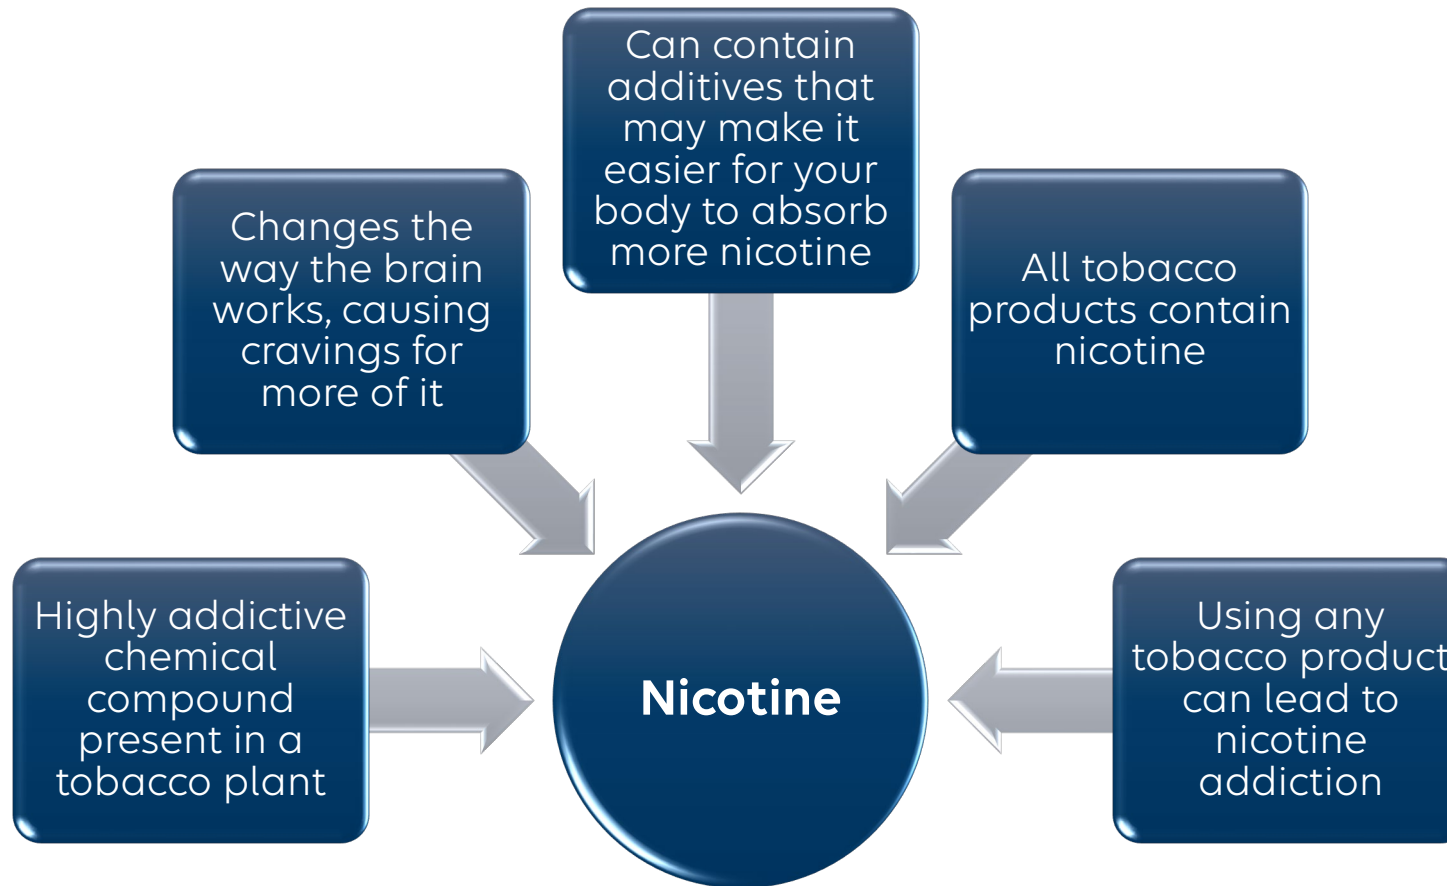 Can contain
additives that
may make it
easier for your
body to absorb
more nicotine
Changes the
way the brain
works, causing
cravings for
more of it
All tobacco
products contain
nicotine
Highly addictive
chemical
compound
present in a
tobacco plant
Nicotine
Using any
tobacco product
can lead to
nicotine
addiction